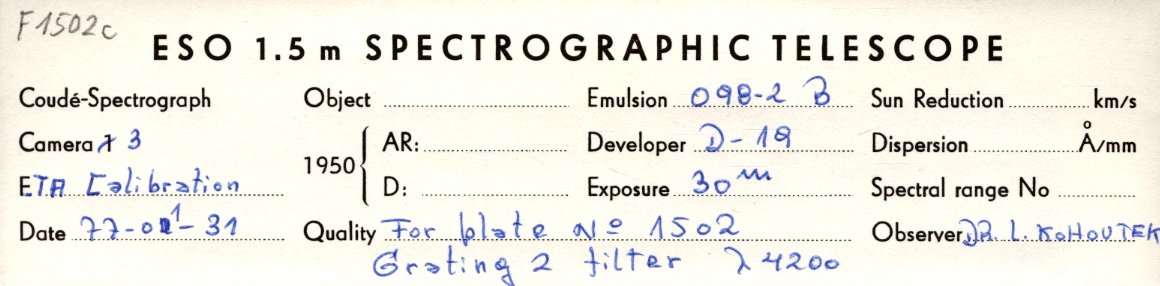 F1502c
ESO 1.5 m SPECTROGRAPHIC TELESCOPE
Coudé-Spectrograph Object Emulsion 098-2 B Sun Reduction km/s
Camera 3 1950 AR: Developer D-19 Dispersion Å/mm
ETA Calibration D: Exposure 30ᵐ Spectral range No
Date 77-01-31 Quality For plate Nº 1502 Observer DR. L. KOHOUTEK
Grating 2 filter λ 4200